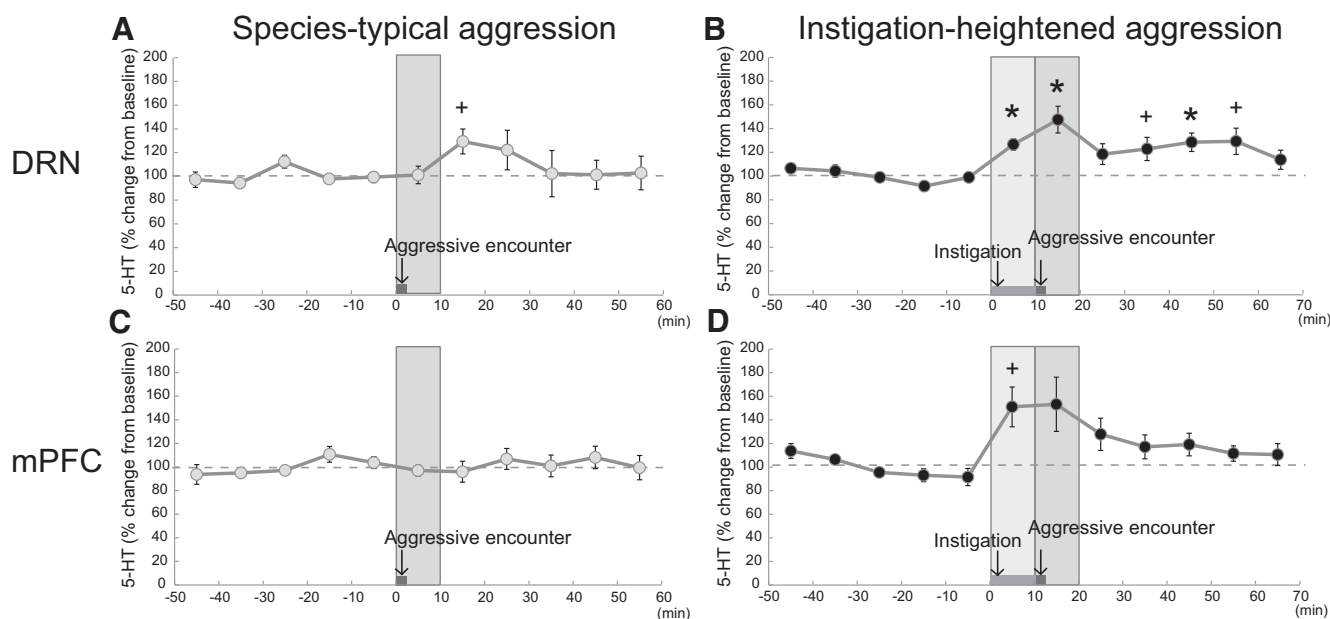 A Species-typical aggression
B Instigation-heightened aggression
DRN
5-HT (% change from baseline)
200
180
160
140
120
100
80
60
40
20
0
+
Aggressive encounter
-50 -40 -30 -20 -10 0 10 20 30 40 50 60
(min)
5-HT (% change from baseline)
200
180
160
140
120
100
80
60
40
20
0
* * + * +
Instigation
Aggressive encounter
-50 -40 -30 -20 -10 0 10 20 30 40 50 60 70
(min)
C
mPFC
5-HT (% change from baseline)
200
180
160
140
120
100
80
60
40
20
0
Aggressive encounter
-50 -40 -30 -20 -10 0 10 20 30 40 50 60
(min)
D
5-HT (% change from baseline)
200
180
160
140
120
100
80
60
40
20
0
+
Instigation
Aggressive encounter
-50 -40 -30 -20 -10 0 10 20 30 40 50 60 70
(min)